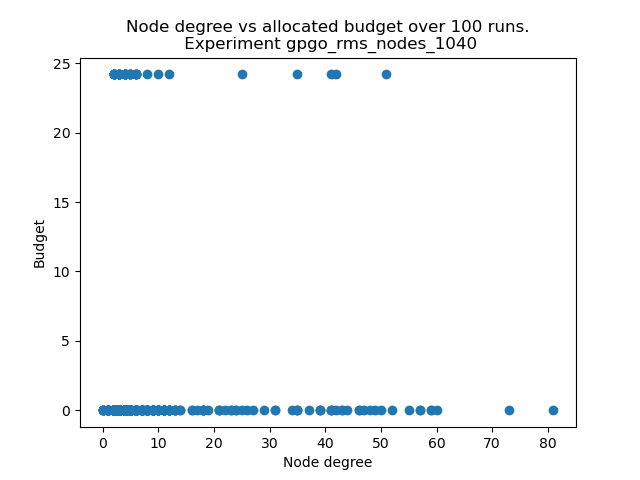 Node degree vs allocated budget over 100 runs.
Experiment gpgo_rms_nodes_1040
25
20
15
10
5
0
Budget
0 10 20 30 40 50 60 70 80
Node degree